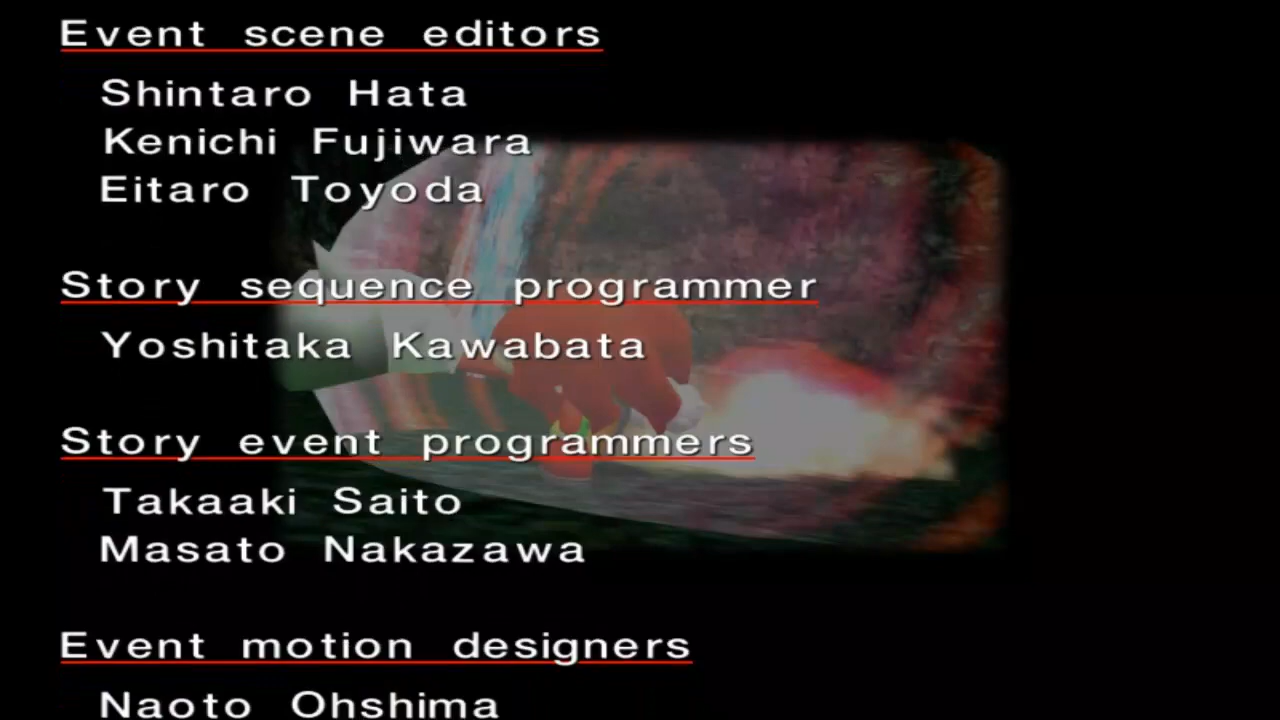 Event scene editors
Shintaro Hata
Kenichi Fujiwara
Eitaro Toyoda
Story sequence programmer
Yoshitaka Kawabata
Story event programmers
Takaaki Saito
Masato Nakazawa
Event motion designers
Naoto Ohshima